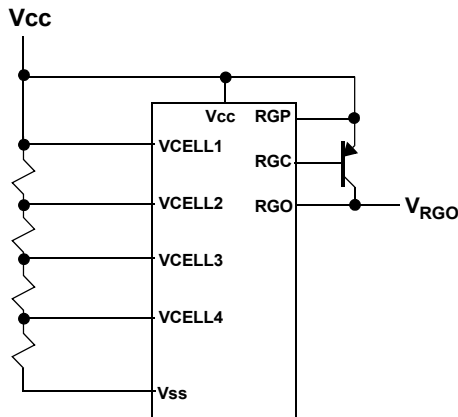 Vcc
Vcc
RGP
VCELL1
RGC
VCELL2
RGO
VRGO
VCELL3
VCELL4
Vss